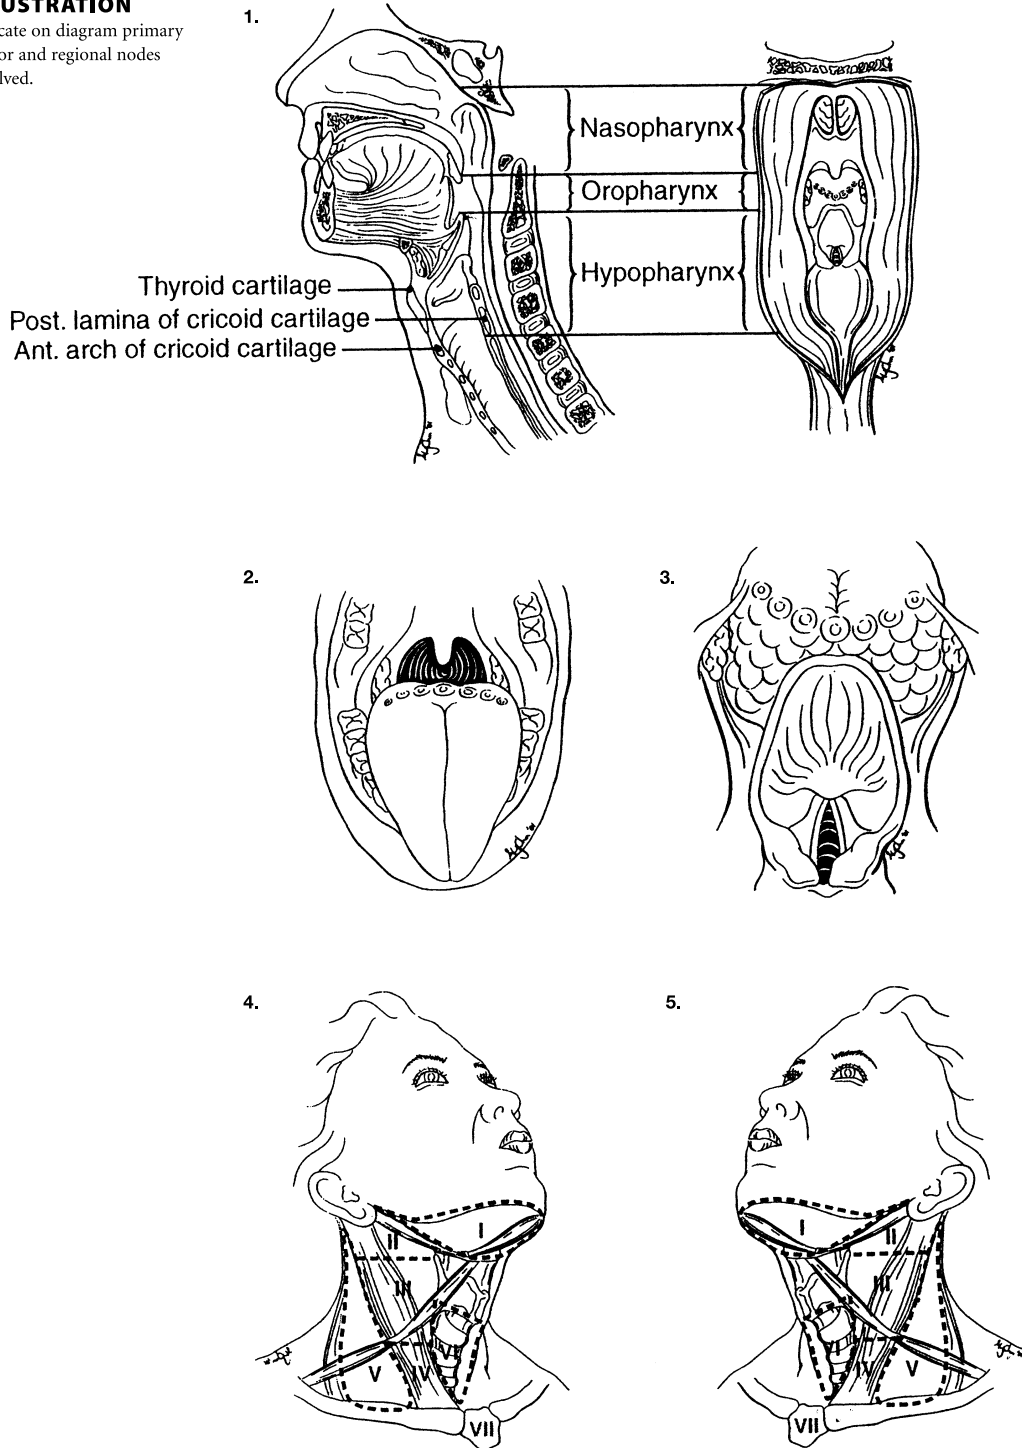 USTRATION
cate on diagram primary
or and regional nodes
lved.
1.
Nasopharynx
Oropharynx
Hypopharynx
Thyroid cartilage
Post. lamina of cricoid cartilage
Ant. arch of cricoid cartilage
2.
3.
4.
5.
I
II
III
VI
V
IV
VII
I
II
III
VI
IV
V
VII